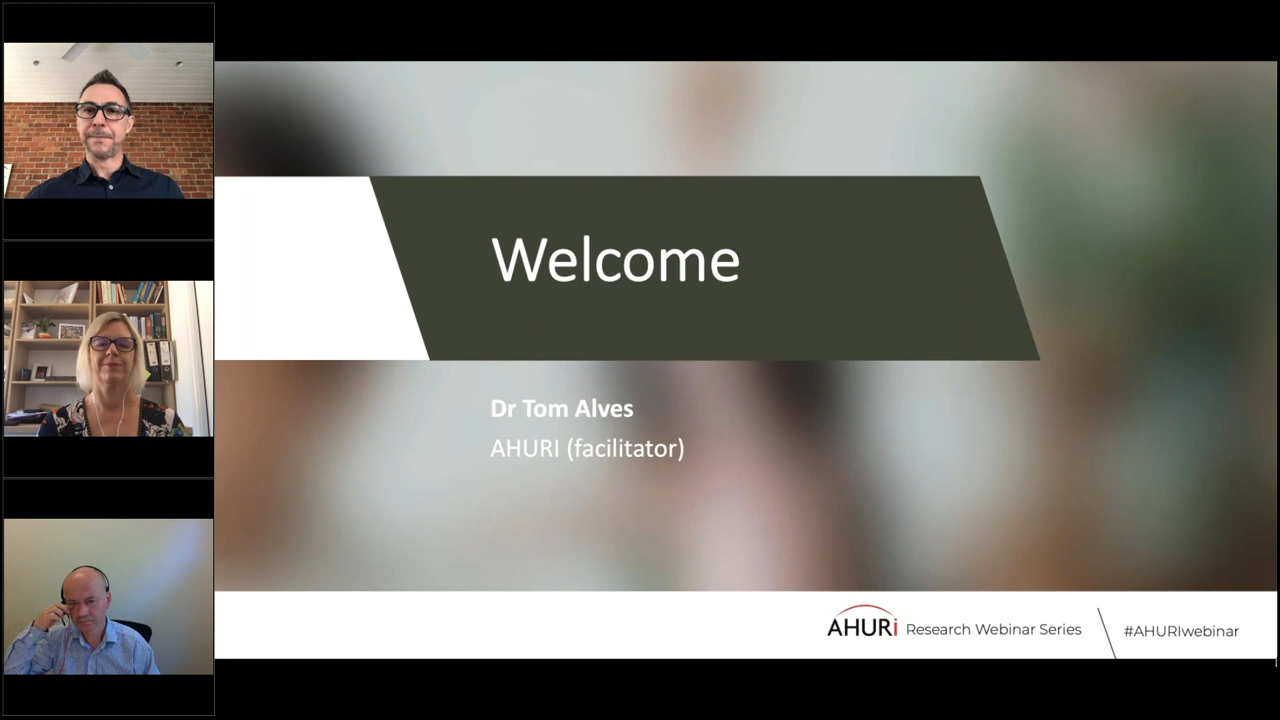 Welcome
Dr Tom Alves
AHURI (facilitator)
AHURi Research Webinar Series
#AHURIwebinar